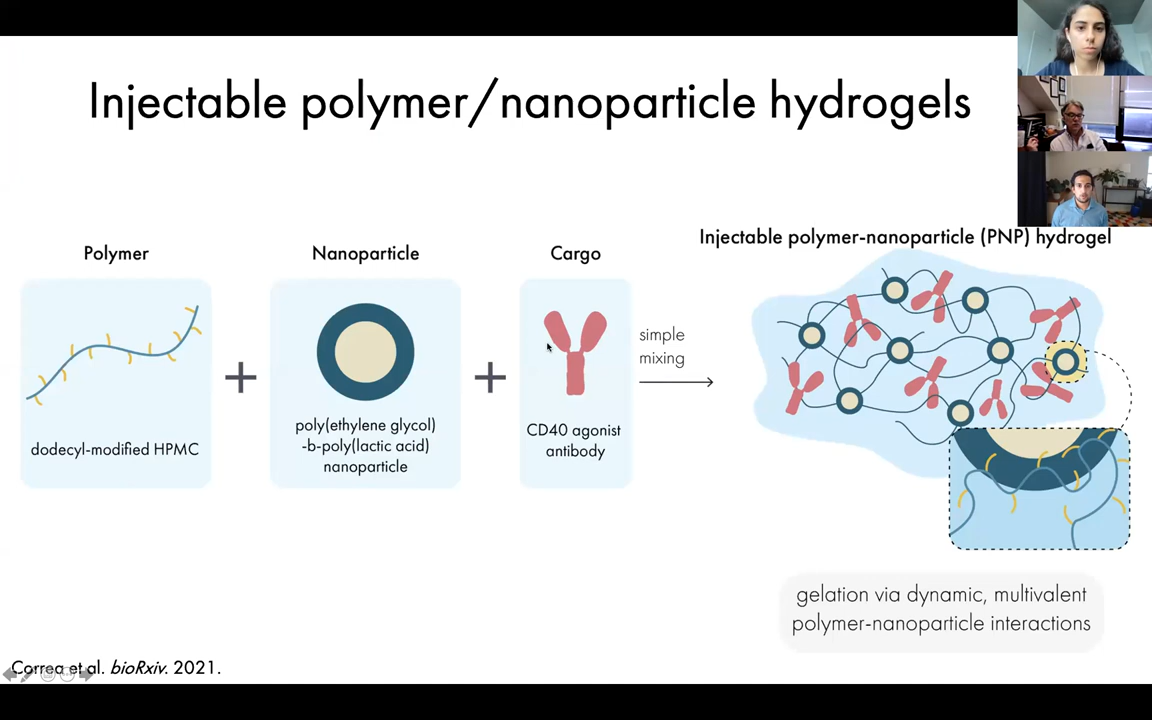 Injectable polymer/nanoparticle hydrogels
Polymer
dodecyl-modified HPMC
+
Nanoparticle
poly(ethylene glycol)
-b-poly(lactic acid)
nanoparticle
+
Cargo
CD40 agonist
antibody
simple
mixing
Injectable polymer-nanoparticle (PNP) hydrogel
gelation via dynamic, multivalent
polymer-nanoparticle interactions
Correa et al. bioRxiv. 2021.